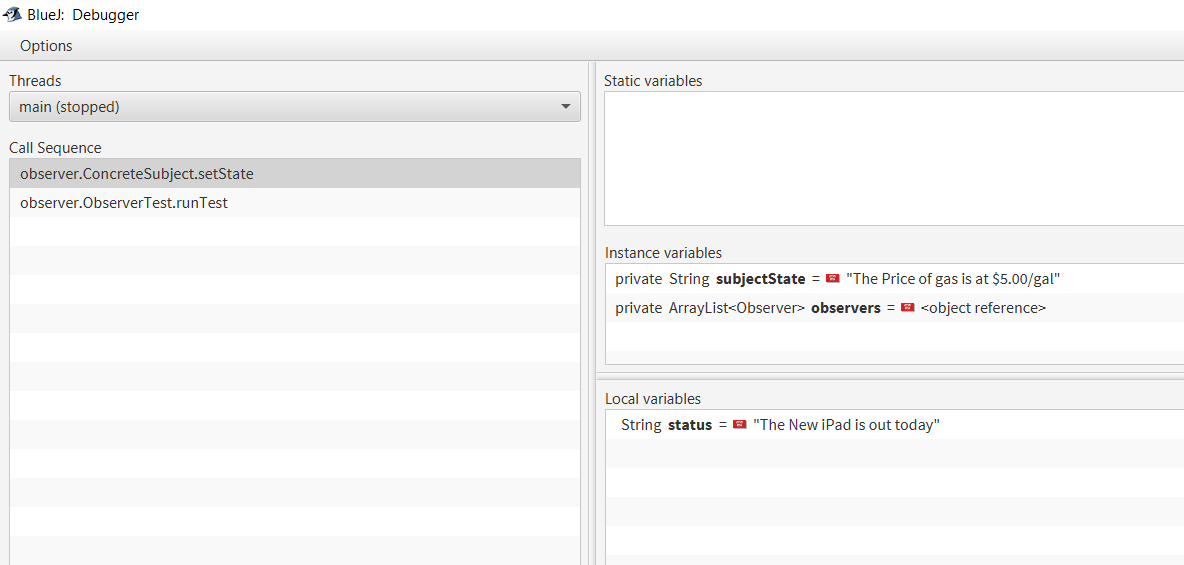 BlueJ: Debugger
Options
Threads
main (stopped)
Call Sequence
observer.ConcreteSubject.setState
observer.ObserverTest.runTest
Static variables
Instance variables
private String subjectState = "The Price of gas is at $5.00/gal"
private ArrayList<Observer> observers = <object reference>
Local variables
String status = "The New iPad is out today"